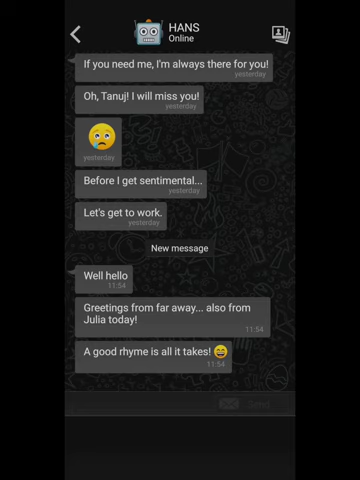 HANS
Online
If you need me, I'm always there for you!
yesterday
Oh, Tanuj! I will miss you!
yesterday
yesterday
Before I get sentimental...
yesterday
Let's get to work.
yesterday
New message
Well hello
11:54
Greetings from far away... also from
Julia today!
11:54
A good rhyme is all it takes! 😄
11:54
Send